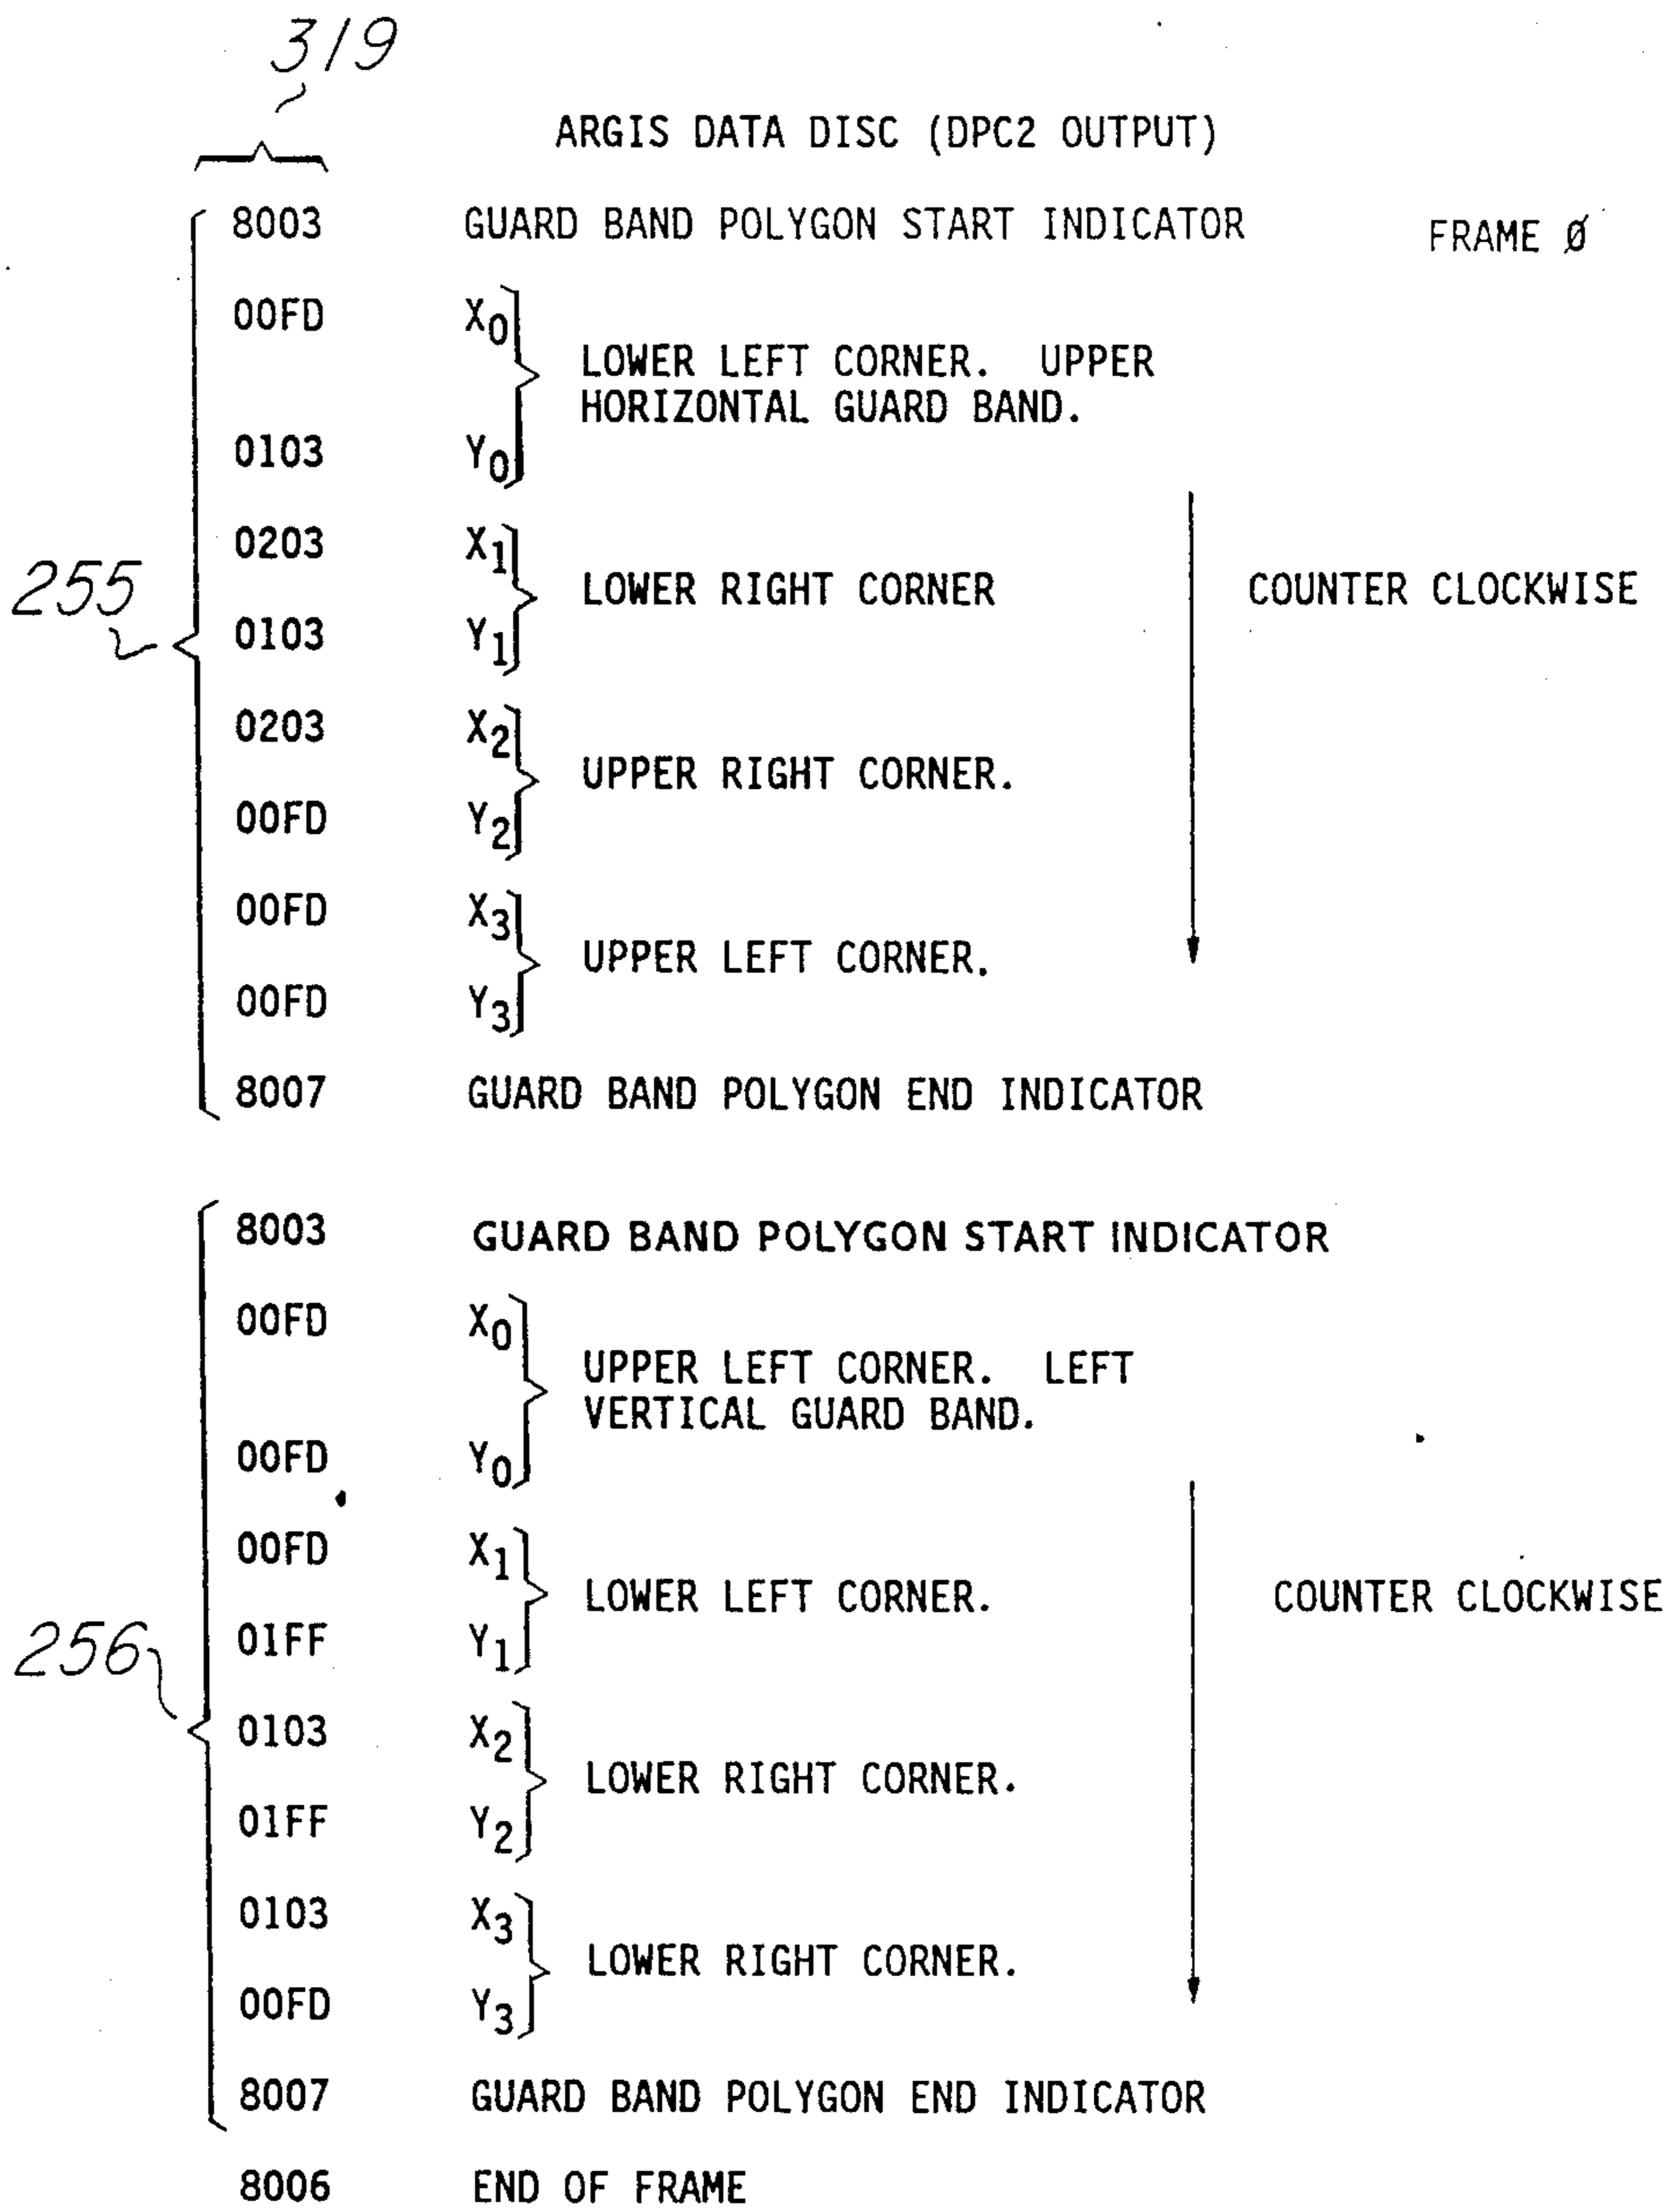 319
ARGIS DATA DISC (DPC2 OUTPUT)
8003 GUARD BAND POLYGON START INDICATOR FRAME Ø
00FD X0
LOWER LEFT CORNER. UPPER
HORIZONTAL GUARD BAND.
0103 Y0
0203 X1
255 LOWER RIGHT CORNER COUNTER CLOCKWISE
0103 Y1
0203 X2
UPPER RIGHT CORNER.
00FD Y2
00FD X3
UPPER LEFT CORNER.
00FD Y3
8007 GUARD BAND POLYGON END INDICATOR
8003 GUARD BAND POLYGON START INDICATOR
00FD X0
UPPER LEFT CORNER. LEFT
VERTICAL GUARD BAND.
00FD Y0
00FD X1
LOWER LEFT CORNER. COUNTER CLOCKWISE
256 01FF Y1
0103 X2
LOWER RIGHT CORNER.
01FF Y2
0103 X3
LOWER RIGHT CORNER.
00FD Y3
8007 GUARD BAND POLYGON END INDICATOR
8006 END OF FRAME